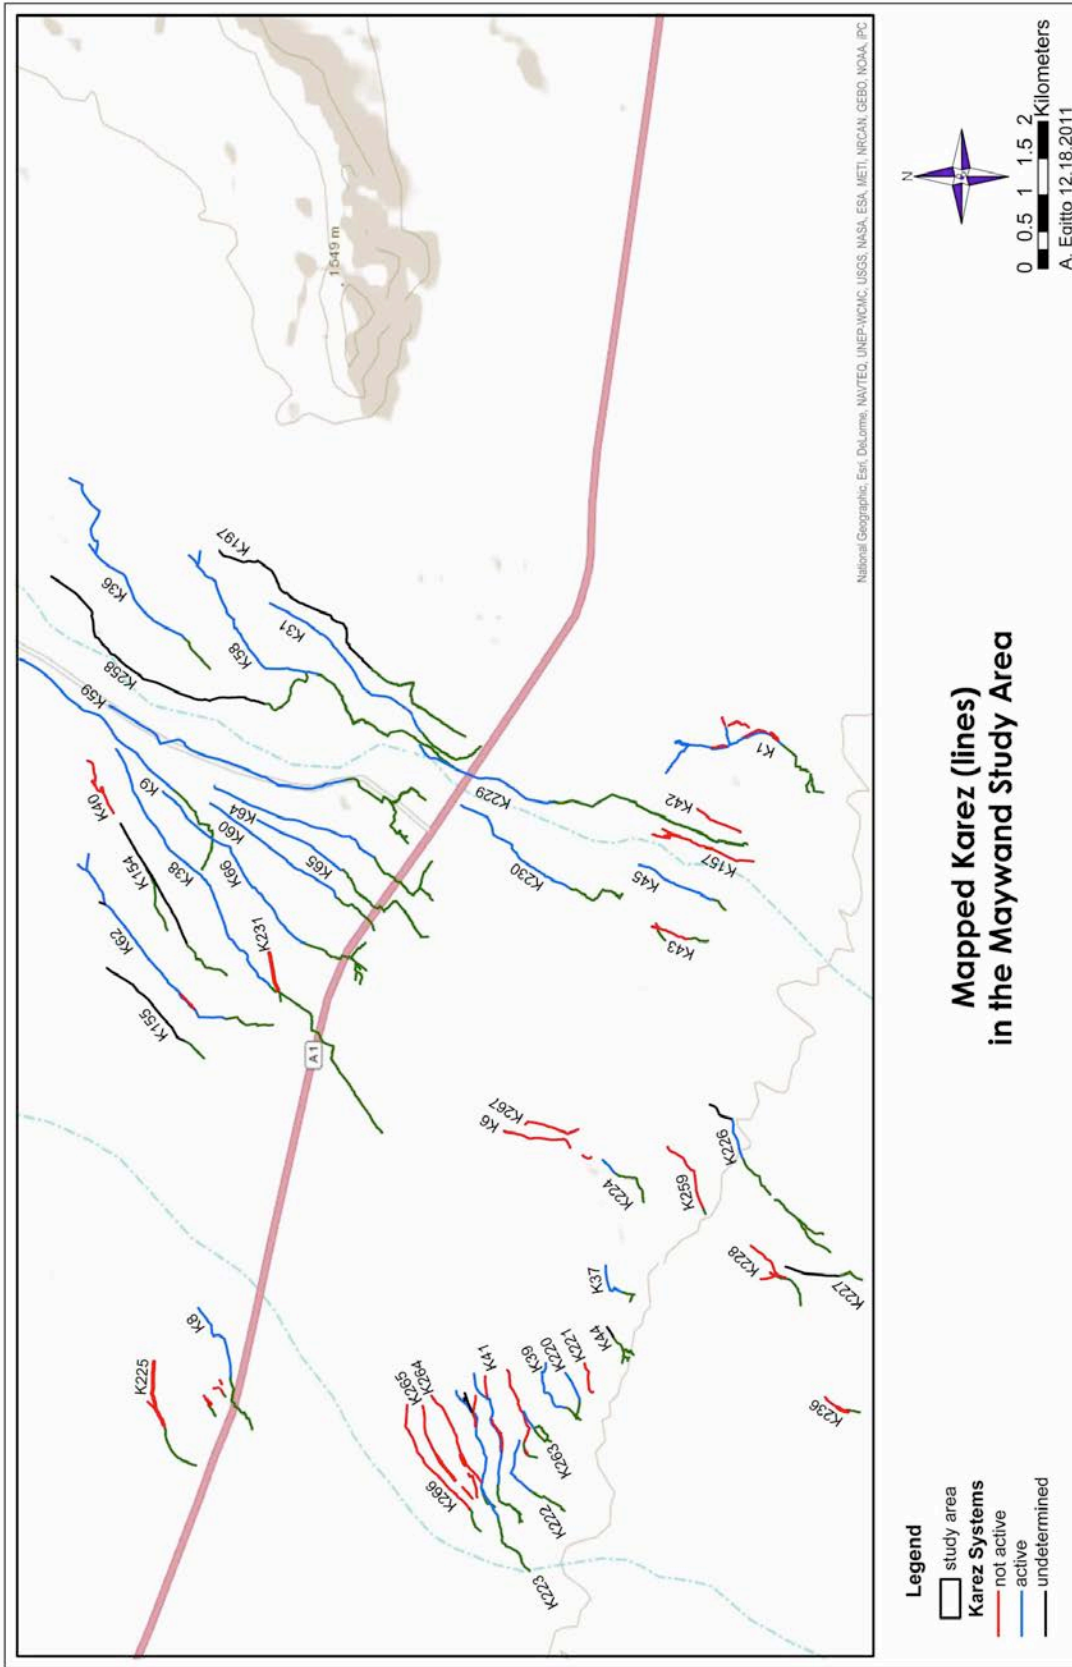 K36
K258
K197
K58
K31
K59
K40
K9
K154
K38
K60
K64
K66
K65
K62
K155
K231
A1
1549 m
K229
K230
K42
K157
K45
K43
K1
K6
K267
K224
K259
K226
K228
K227
K37
K44
K8
K225
K265
K264
K41
K39
K220
K221
K266
K263
K222
K223
K236
National Geographic, Esri, DeLorme, NAVTEQ, UNEP-WCMC, USGS, NASA, ESA, METI, NRCAN, GEBO, NOAA, iPC
Mapped Karez (lines)
in the Maywand Study Area
Legend
study area
Karez Systems
not active
active
undetermined
N
0 0.5 1 1.5 2
Kilometers
A. Egitto 12.18.2011